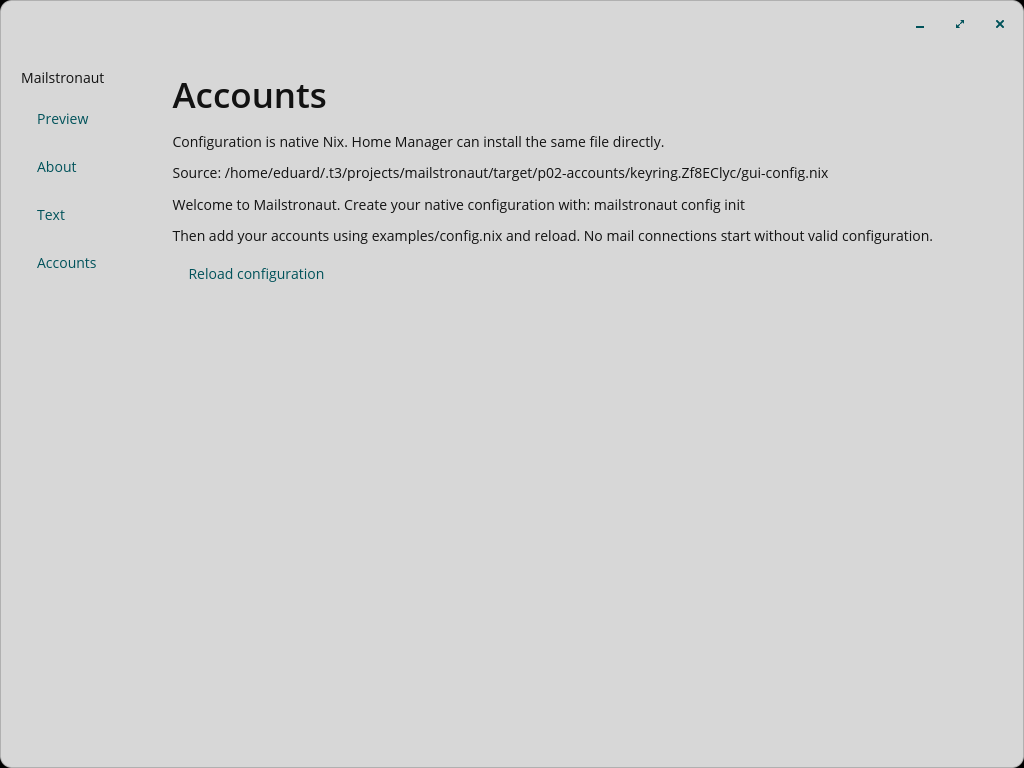 Mailstronaut
Preview
About
Text
Accounts
Accounts
Configuration is native Nix. Home Manager can install the same file directly.
Source: /home/eduard/.t3/projects/mailstronaut/target/p02-accounts/keyring.Zf8EClyc/gui-config.nix
Welcome to Mailstronaut. Create your native configuration with: mailstronaut config init
Then add your accounts using examples/config.nix and reload. No mail connections start without valid configuration.
Reload configuration